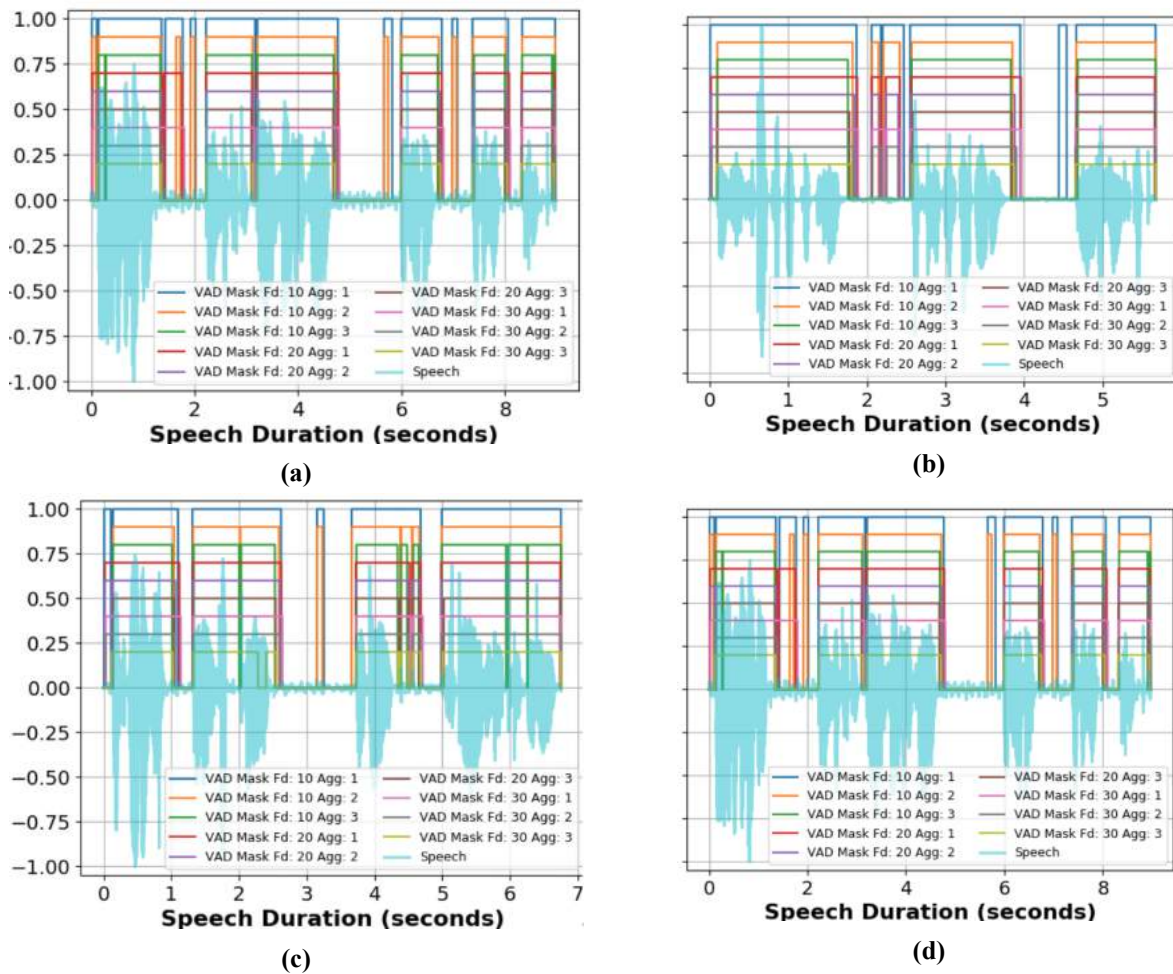 1.00
0.75
0.50
0.25
0.00
-0.25
-0.50
-0.75
-1.00
VAD Mask Fd: 10 Agg: 1 VAD Mask Fd: 20 Agg: 3
VAD Mask Fd: 10 Agg: 2 VAD Mask Fd: 30 Agg: 1
VAD Mask Fd: 10 Agg: 3 VAD Mask Fd: 30 Agg: 2
VAD Mask Fd: 20 Agg: 1 VAD Mask Fd: 30 Agg: 3
VAD Mask Fd: 20 Agg: 2 Speech
0 2 4 6 8
Speech Duration (seconds)
(a)
VAD Mask Fd: 10 Agg: 1 VAD Mask Fd: 20 Agg: 3
VAD Mask Fd: 10 Agg: 2 VAD Mask Fd: 30 Agg: 1
VAD Mask Fd: 10 Agg: 3 VAD Mask Fd: 30 Agg: 2
VAD Mask Fd: 20 Agg: 1 VAD Mask Fd: 30 Agg: 3
VAD Mask Fd: 20 Agg: 2 Speech
0 1 2 3 4 5
Speech Duration (seconds)
(b)
1.00
0.75
0.50
0.25
0.00
−0.25
−0.50
−0.75
−1.00
VAD Mask Fd: 10 Agg: 1 VAD Mask Fd: 20 Agg: 3
VAD Mask Fd: 10 Agg: 2 VAD Mask Fd: 30 Agg: 1
VAD Mask Fd: 10 Agg: 3 VAD Mask Fd: 30 Agg: 2
VAD Mask Fd: 20 Agg: 1 VAD Mask Fd: 30 Agg: 3
VAD Mask Fd: 20 Agg: 2 Speech
0 1 2 3 4 5 6 7
Speech Duration (seconds)
(c)
VAD Mask Fd: 10 Agg: 1 VAD Mask Fd: 20 Agg: 3
VAD Mask Fd: 10 Agg: 2 VAD Mask Fd: 30 Agg: 1
VAD Mask Fd: 10 Agg: 3 VAD Mask Fd: 30 Agg: 2
VAD Mask Fd: 20 Agg: 1 VAD Mask Fd: 30 Agg: 3
VAD Mask Fd: 20 Agg: 2 Speech
0 2 4 6 8
Speech Duration (seconds)
(d)